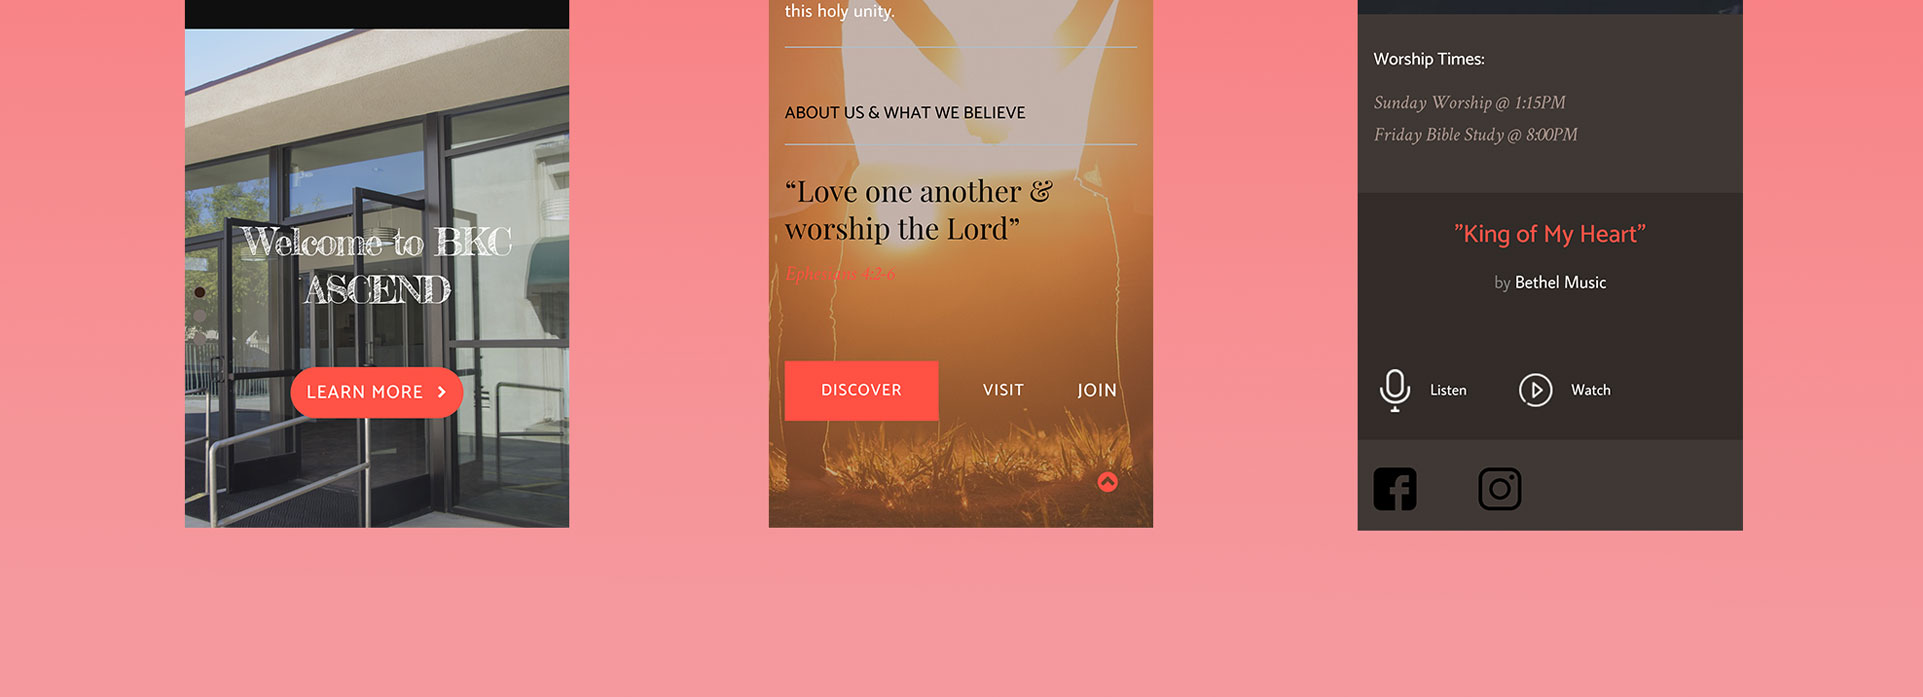 Welcome to BKC
ASCEND
LEARN MORE
this holy unity.
ABOUT US & WHAT WE BELIEVE
“Love one another &
worship the Lord”
Ephesians 4:2-6
DISCOVER VISIT JOIN
Worship Times:
Sunday Worship @ 1:15PM
Friday Bible Study @ 8:00PM
”King of My Heart”
by Bethel Music
Listen Watch